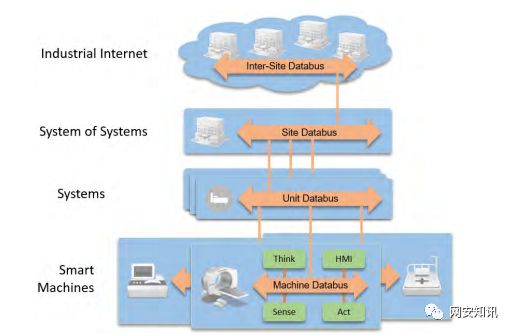 Industrial Internet
Inter-Site Databus
System of Systems
Site Databus
Systems
Unit Databus
Think
HMI
Smart
Machines
Machine Databus
Sense
Act
网安知讯